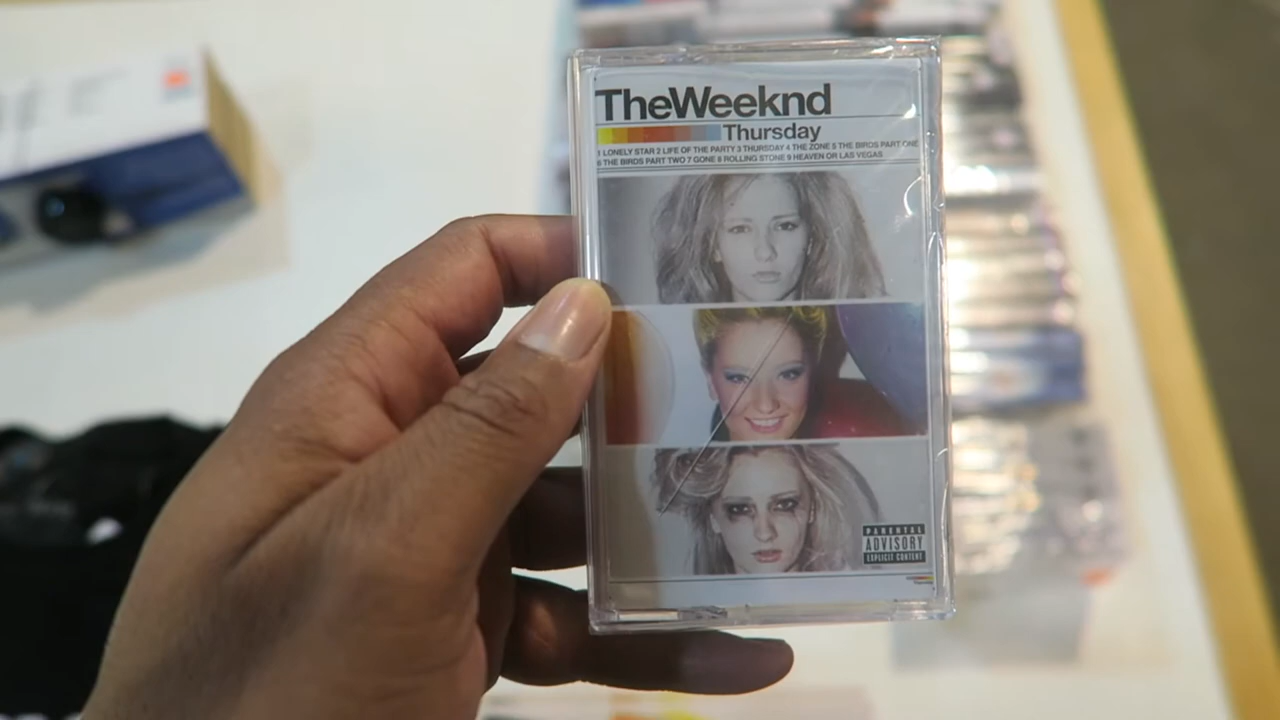 TheWeeknd
Thursday
1 LONELY STAR 2 LIFE OF THE PARTY 3 THURSDAY 4 THE ZONE 5 THE BIRDS PART ONE
6 THE BIRDS PART TWO 7 GONE 8 ROLLING STONE 9 HEAVEN OR LAS VEGAS
PARENTAL
ADVISORY
EXPLICIT CONTENT